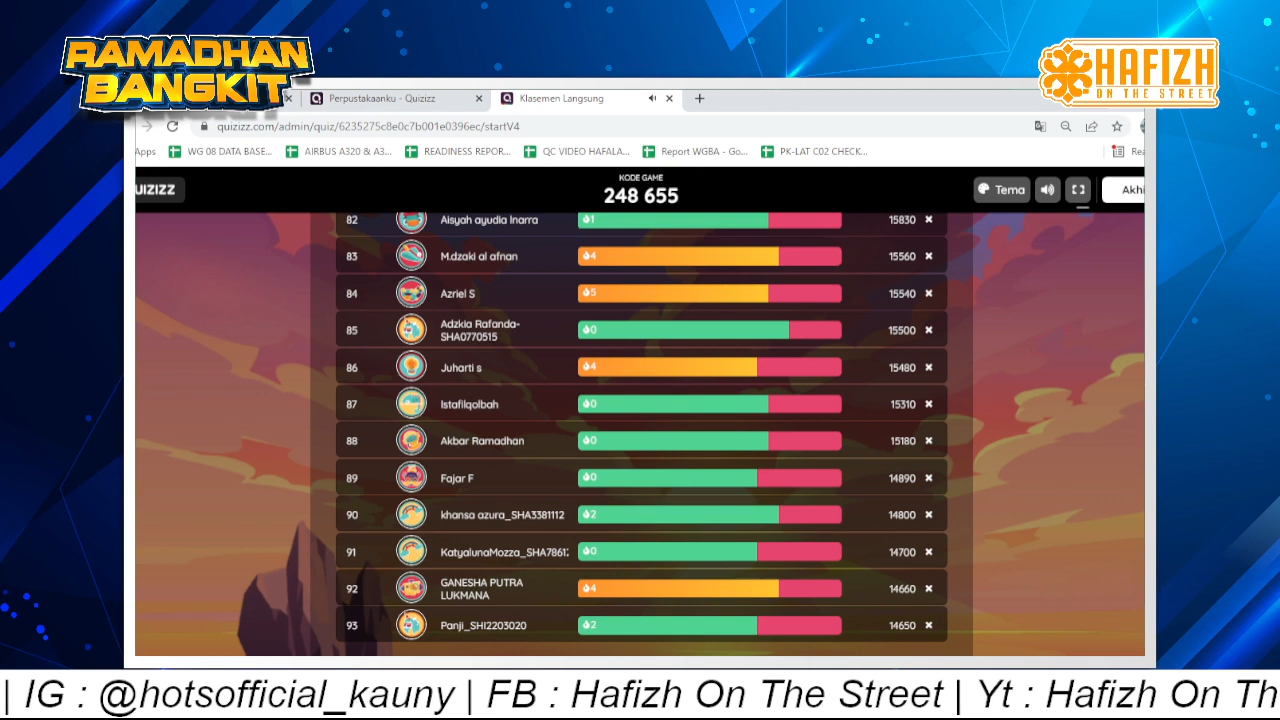 RAMADHAN
BANGKIT
HAFIZH
ON THE STREET
Perpustakaanku - Quizizz
Klasemen Langsung
quizizz.com/admin/quiz/6235275c8e0c7b001e0396ec/startV4
Apps WG 08 DATA BASE... AIRBUS A320 & A3... READINESS REPOR... QC VIDEO HAFALA... Report WGBA - Go... PK-LAT C02 CHECK... Rea
UIZIZZ
KODE GAME
248 655
Tema
Akhi
82 Aisyah ayudia Inarra 1 15830
83 M.dzaki al afnan 4 15560
84 Azriel S 5 15540
85 Adzkia Rafanda-
SHA0770515 0 15500
86 Juharti s 4 15480
87 Istafilqolbah 0 15310
88 Akbar Ramadhan 0 15180
89 Fajar F 0 14890
90 khansa azura_SHA3381112 2 14800
91 KatyalunaMozza_SHA7861 0 14700
92 GANESHA PUTRA
LUKMANA 4 14660
93 Panji_SHI2203020 2 14650
| IG : @hotsofficial_kauny | FB : Hafizh On The Street | Yt : Hafizh On Th